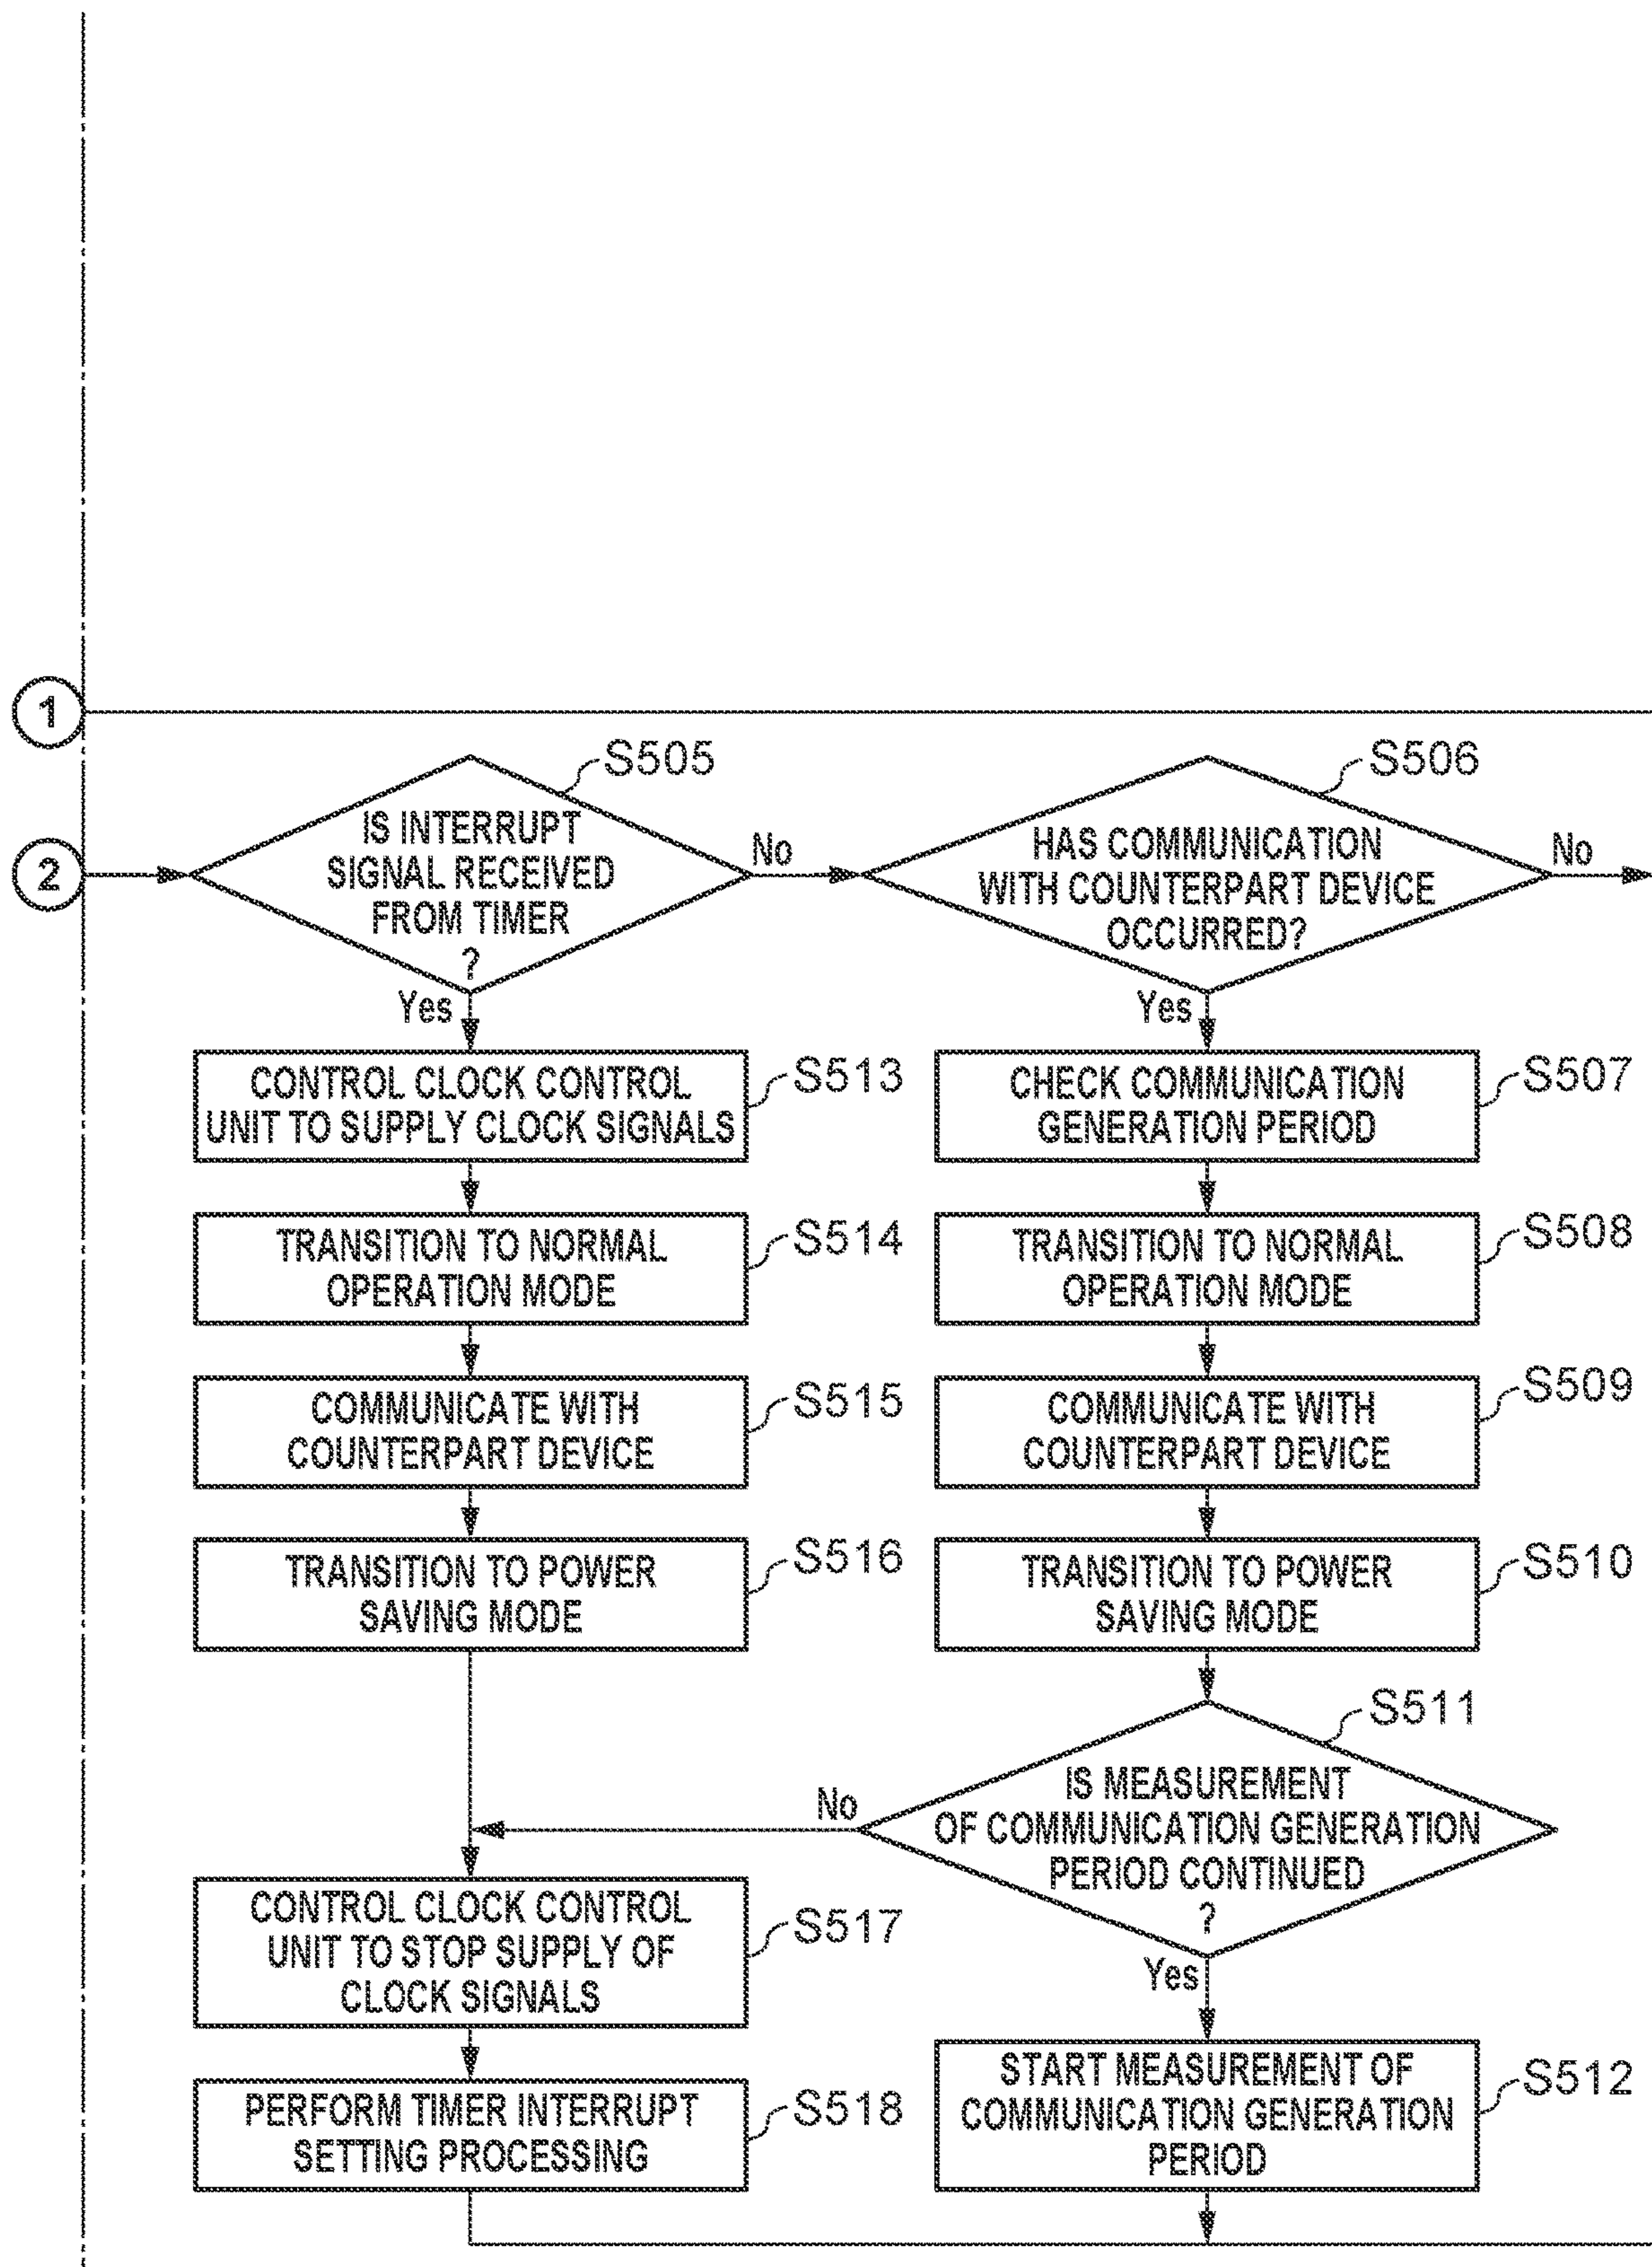 1
2
S505
IS INTERRUPT
SIGNAL RECEIVED
FROM TIMER
?
No
Yes
S506
HAS COMMUNICATION
WITH COUNTERPART DEVICE
OCCURRED?
No
Yes
CONTROL CLOCK CONTROL
UNIT TO SUPPLY CLOCK SIGNALS
S513
TRANSITION TO NORMAL
OPERATION MODE
S514
COMMUNICATE WITH
COUNTERPART DEVICE
S515
TRANSITION TO POWER
SAVING MODE
S516
CONTROL CLOCK CONTROL
UNIT TO STOP SUPPLY OF
CLOCK SIGNALS
S517
PERFORM TIMER INTERRUPT
SETTING PROCESSING
S518
CHECK COMMUNICATION
GENERATION PERIOD
S507
TRANSITION TO NORMAL
OPERATION MODE
S508
COMMUNICATE WITH
COUNTERPART DEVICE
S509
TRANSITION TO POWER
SAVING MODE
S510
S511
IS MEASUREMENT
OF COMMUNICATION GENERATION
PERIOD CONTINUED
?
No
Yes
START MEASUREMENT OF
COMMUNICATION GENERATION
PERIOD
S512